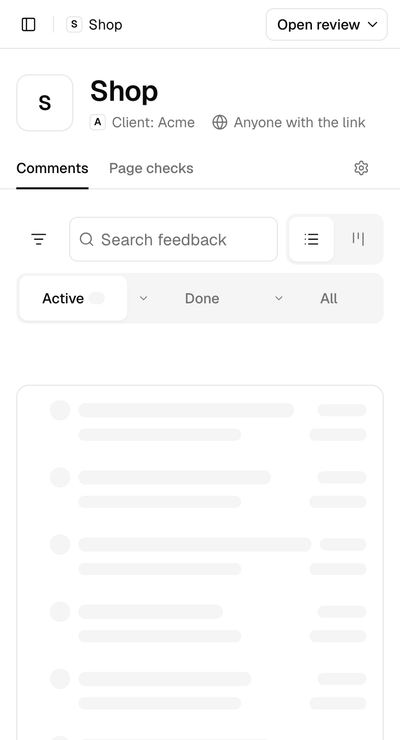 S Shop
Open review
S
Shop
A Client: Acme
Anyone with the link
Comments
Page checks
Search feedback
Active
Done
All